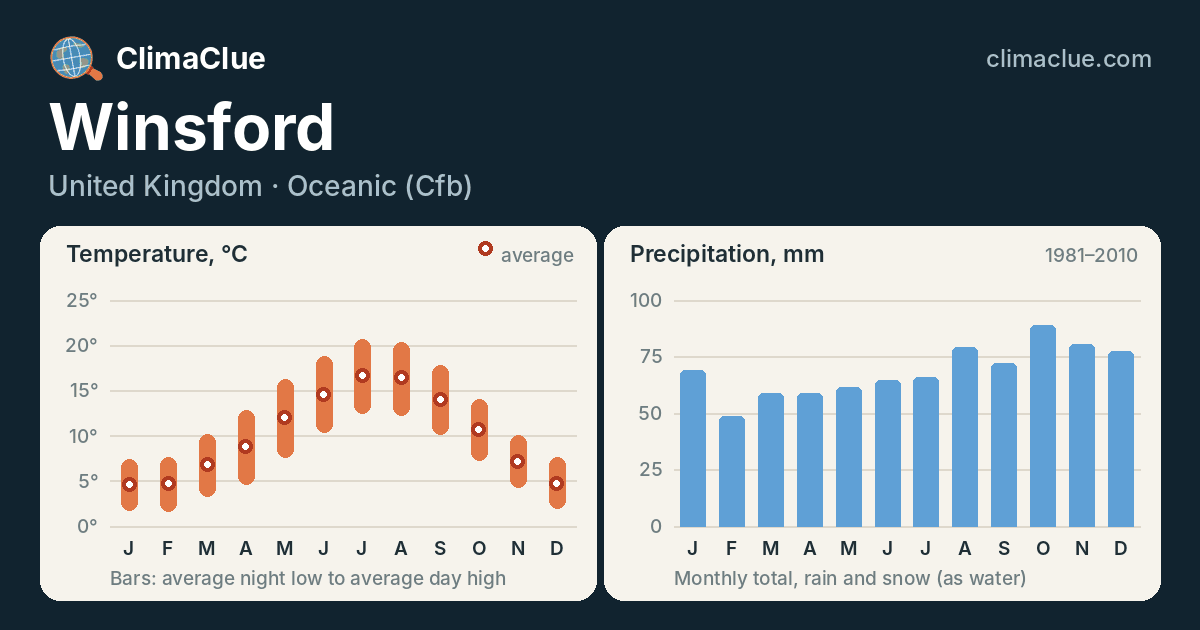 ClimaClue
climaclue.com
Winsford
United Kingdom · Oceanic (Cfb)
Temperature, °C
average
25°
20°
15°
10°
5°
0°
J F M A M J J A S O N D
Bars: average night low to average day high
Precipitation, mm
1981–2010
100
75
50
25
0
J F M A M J J A S O N D
Monthly total, rain and snow (as water)